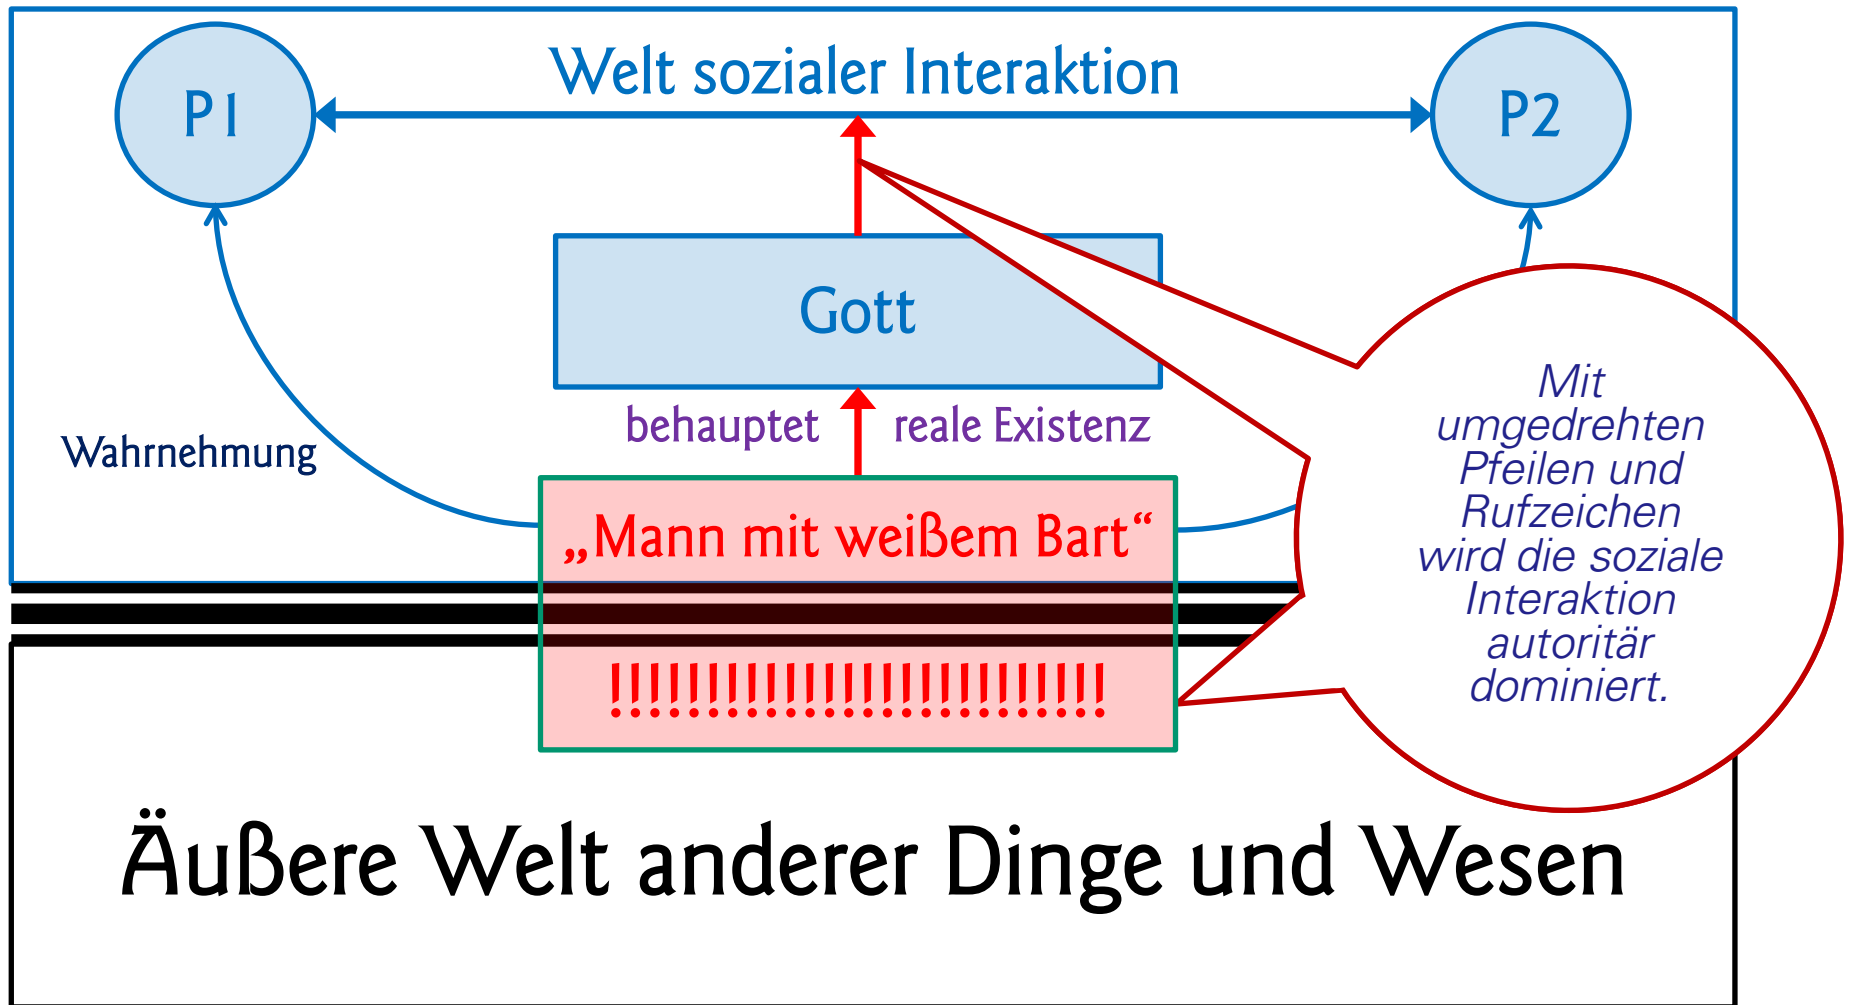 Welt sozialer Interaktion
P1
P2
Gott
behauptet reale Existenz
Wahrnehmung
„Mann mit weißem Bart“
!!!!!!!!!!!!!!!!!!!!!!!!!!
Mit
umgedrehten
Pfeilen und
Rufzeichen
wird die soziale
Interaktion
autoritär
dominiert.
Äußere Welt anderer Dinge und Wesen